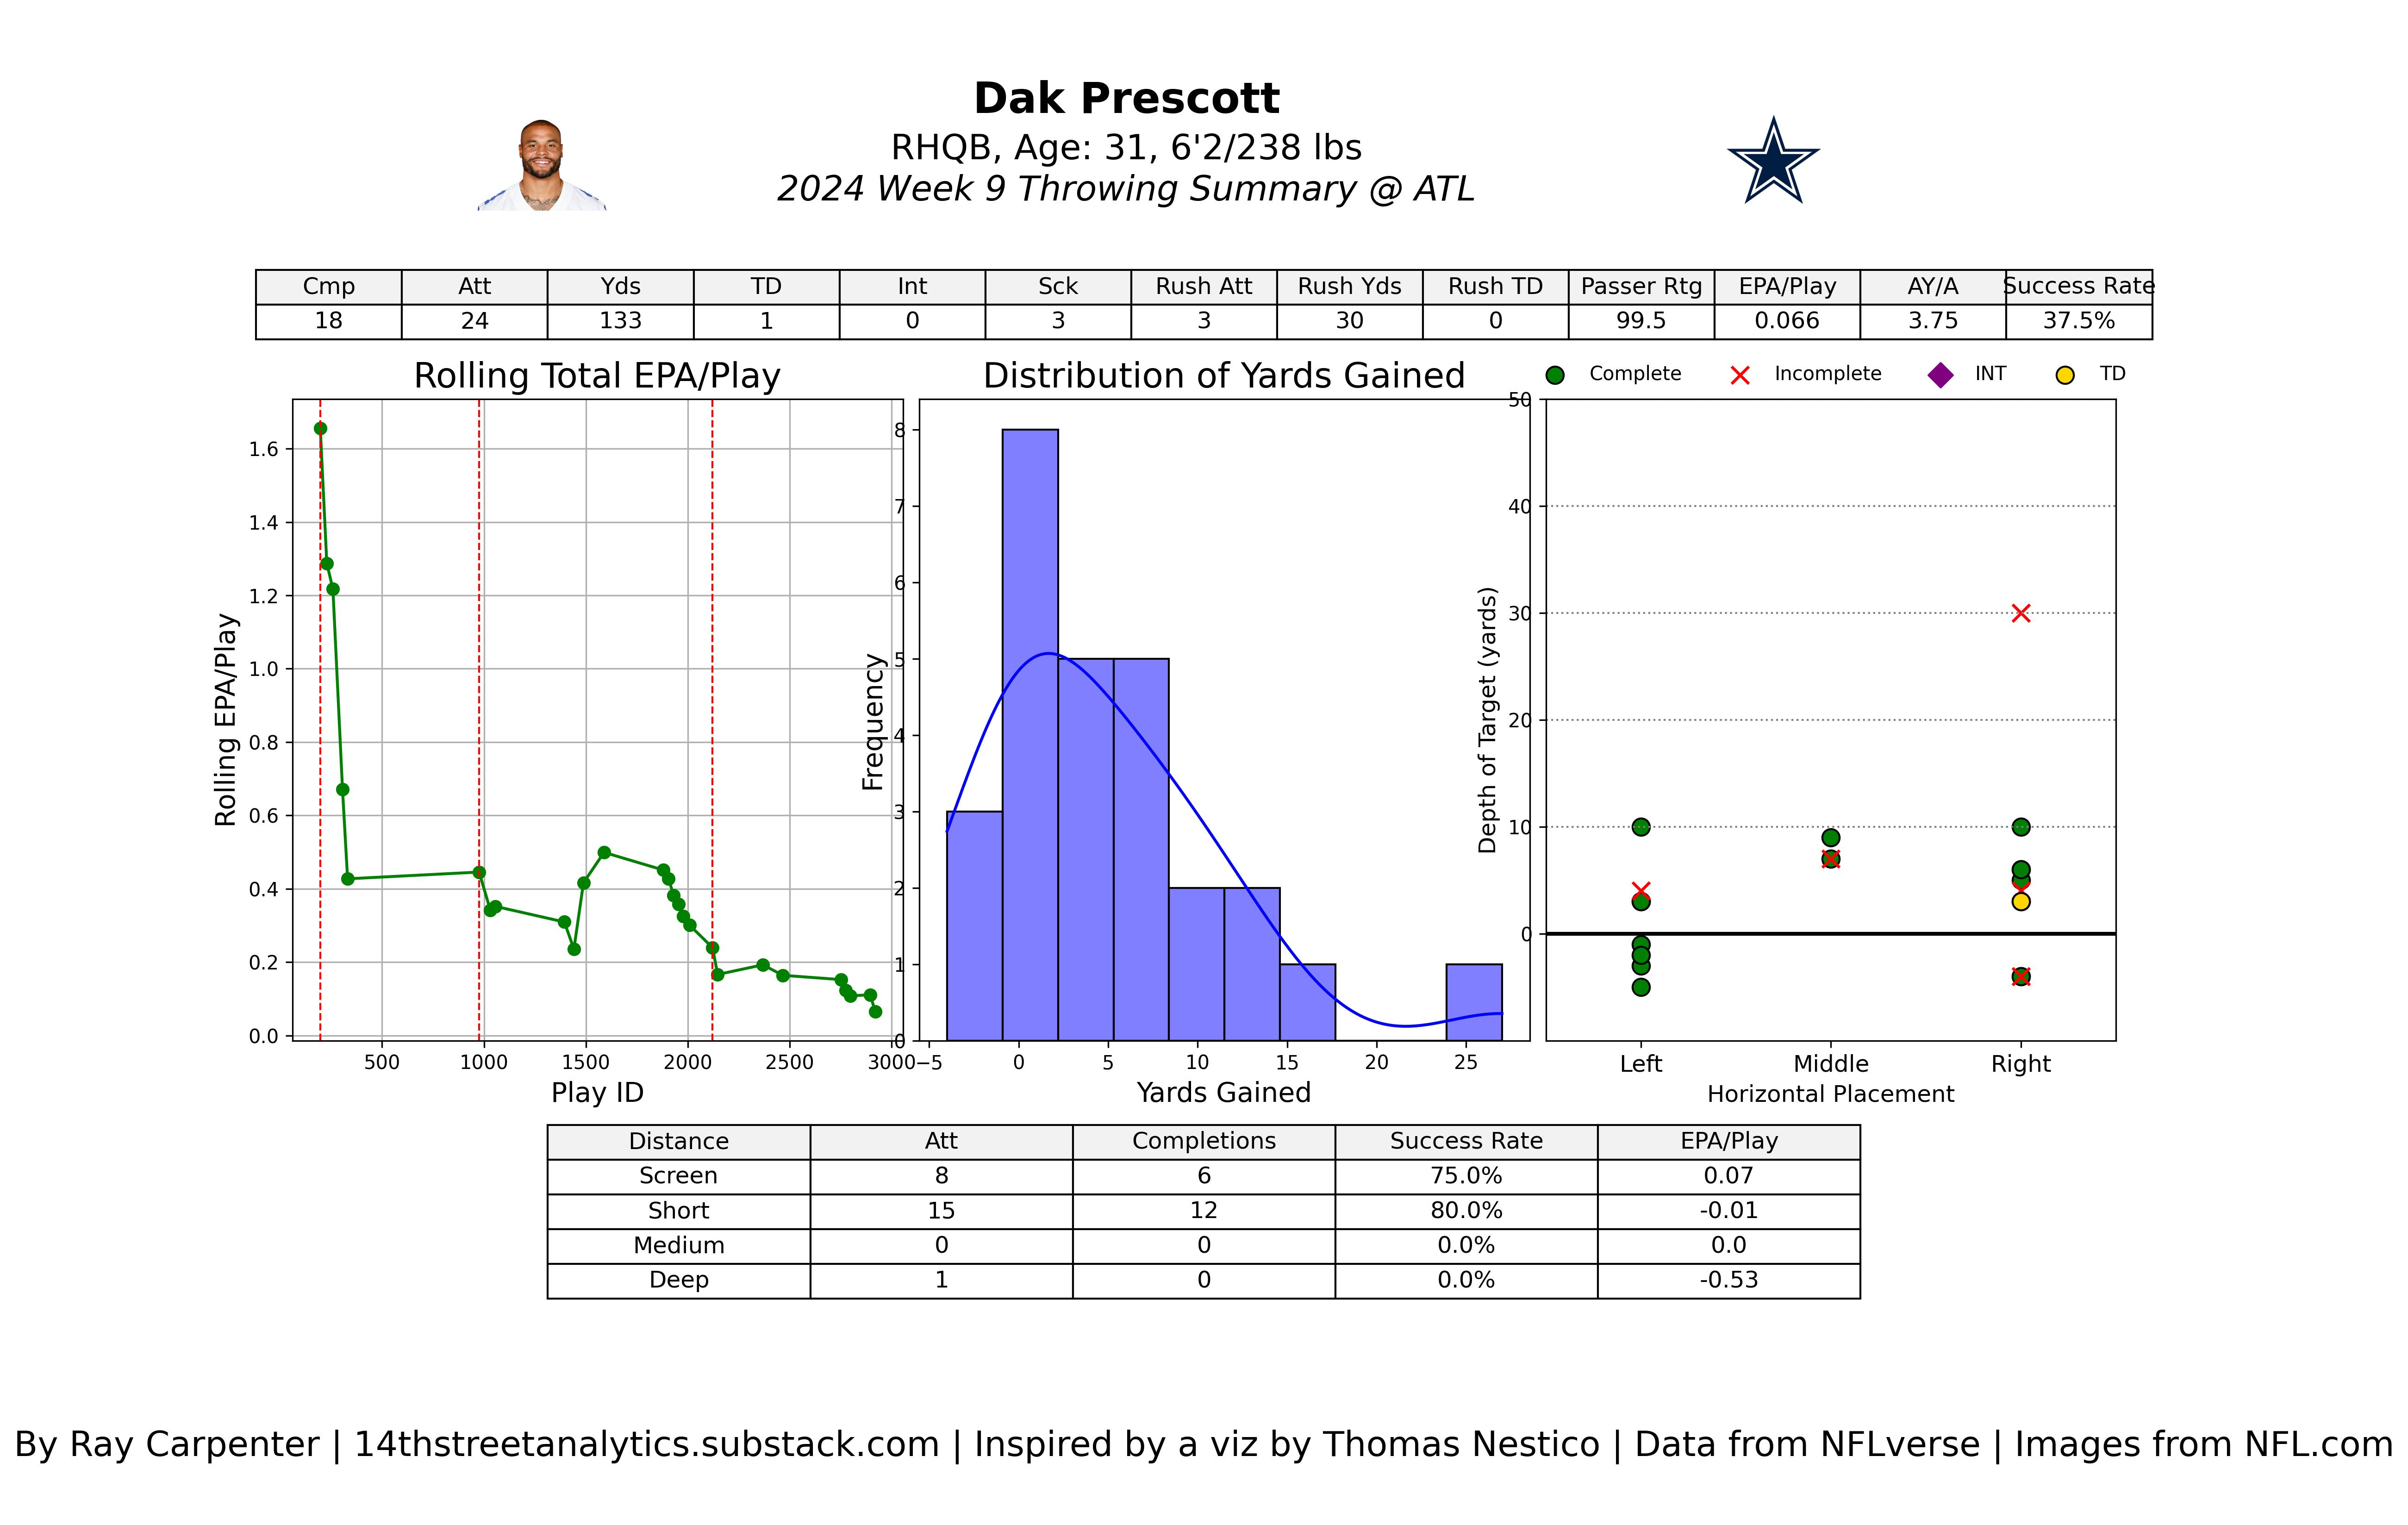 Dak Prescott
RHQB, Age: 31, 6'2/238 lbs
2024 Week 9 Throwing Summary @ ATL
Cmp Att Yds TD Int Sck Rush Att Rush Yds Rush TD Passer Rtg EPA/Play AY/A Success Rate
18 24 133 1 0 3 3 30 0 99.5 0.066 3.75 37.5%
Rolling Total EPA/Play
Rolling EPA/Play
1.6
1.4
1.2
1.0
0.8
0.6
0.4
0.2
0.0
500 1000 1500 2000 2500 3000
Play ID
Distribution of Yards Gained
Frequency
8
7
6
5
4
3
2
1
0
−5 0 5 10 15 20 25
Yards Gained
Complete Incomplete INT TD
Depth of Target (yards)
50
40
30
20
10
0
Left Middle Right
Horizontal Placement
Distance Att Completions Success Rate EPA/Play
Screen 8 6 75.0% 0.07
Short 15 12 80.0% -0.01
Medium 0 0 0.0% 0.0
Deep 1 0 0.0% -0.53
By Ray Carpenter | 14thstreetanalytics.substack.com | Inspired by a viz by Thomas Nestico | Data from NFLverse | Images from NFL.com